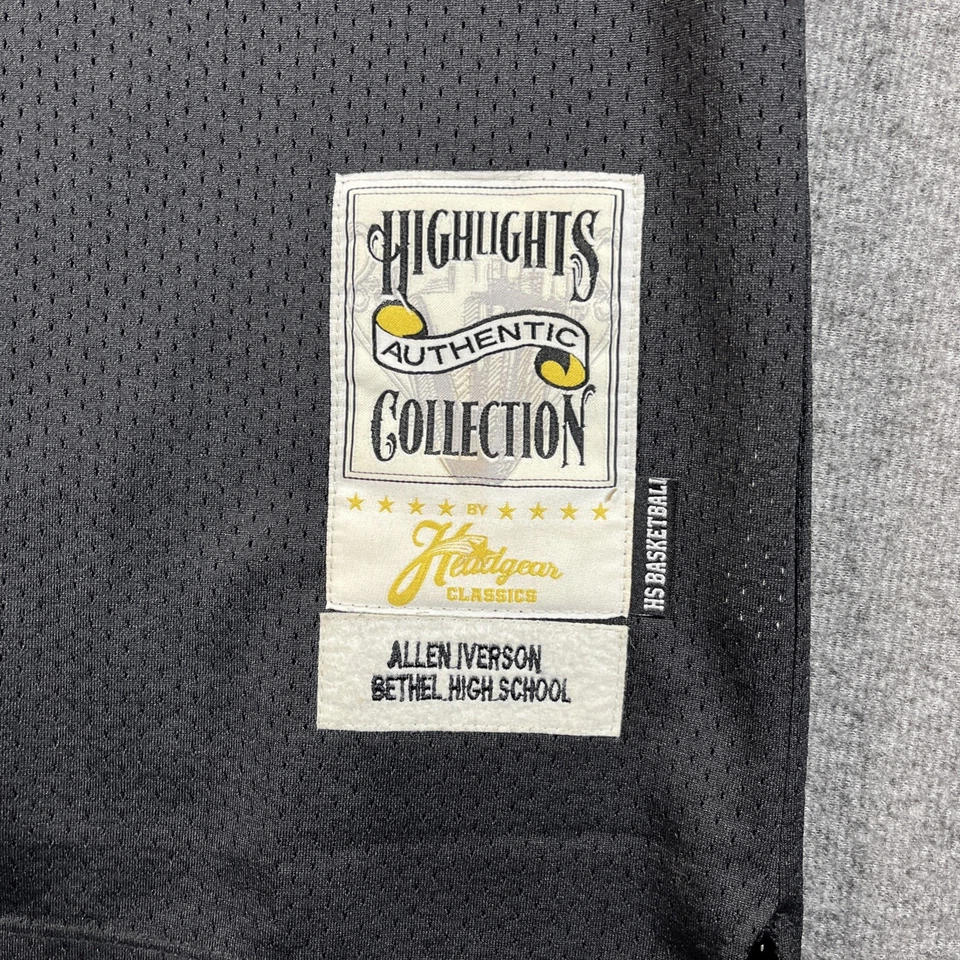 HIGHLIGHTS
AUTHENTIC
COLLECTION
BY
Headgear
CLASSICS
HS BASKETBALL
ALLEN IVERSON
BETHEL HIGH SCHOOL